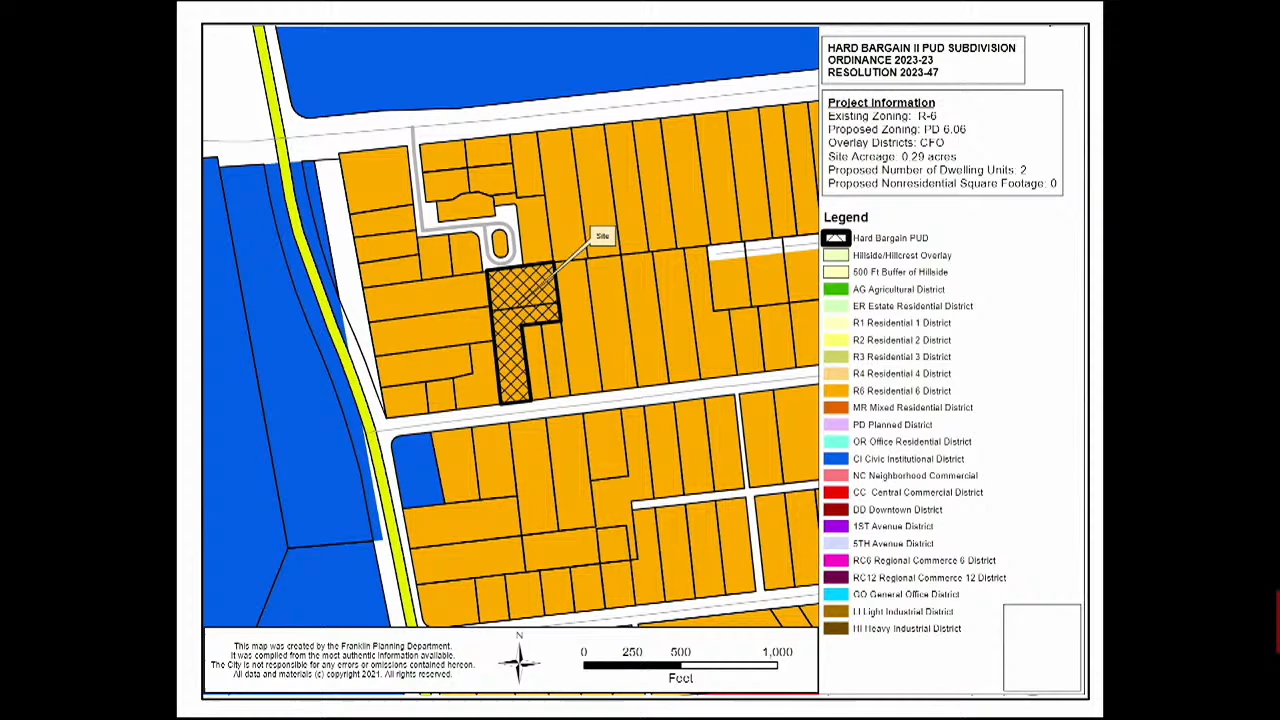 HARD BARGAIN II PUD SUBDIVISION
ORDINANCE 2023-23
RESOLUTION 2023-47
Project Information
Existing Zoning: R-6
Proposed Zoning: PD 6.06
Overlay Districts: CFO
Site Acreage: 0.29 acres
Proposed Number of Dwelling Units: 2
Proposed Nonresidential Square Footage: 0
Site
Legend
Hard Bargain PUD
Hillside/Hillcrest Overlay
500 Ft Buffer of Hillside
AG Agricultural District
ER Estate Residential District
R1 Residential 1 District
R2 Residential 2 District
R3 Residential 3 District
R4 Residential 4 District
R6 Residential 6 District
MR Mixed Residential District
PD Planned District
OR Office Residential District
CI Civic Institutional District
NC Neighborhood Commercial
CC Central Commercial District
DD Downtown District
1ST Avenue District
5TH Avenue District
RC6 Regional Commerce 6 District
RC12 Regional Commerce 12 District
GO General Office District
LI Light Industrial District
HI Heavy Industrial District
This map was created by the Franklin Planning Department.
It was compiled from the most authentic information available.
The City is not responsible for any errors or omissions contained hereon.
All data and materials (c) copyright 2021. All rights reserved.
N
0 250 500 1,000
Feet